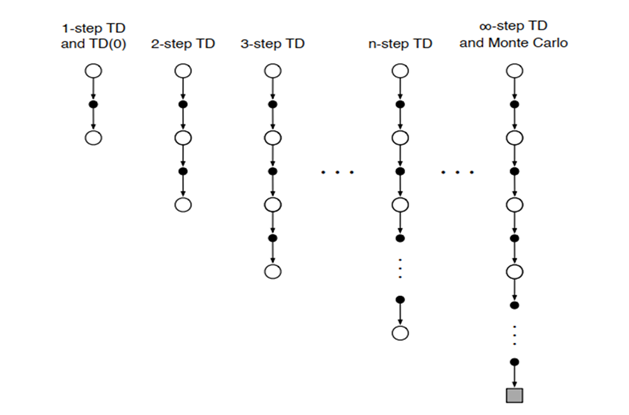 1-step TD
and TD(0)
2-step TD
3-step TD
n-step TD
∞-step TD
and Monte Carlo